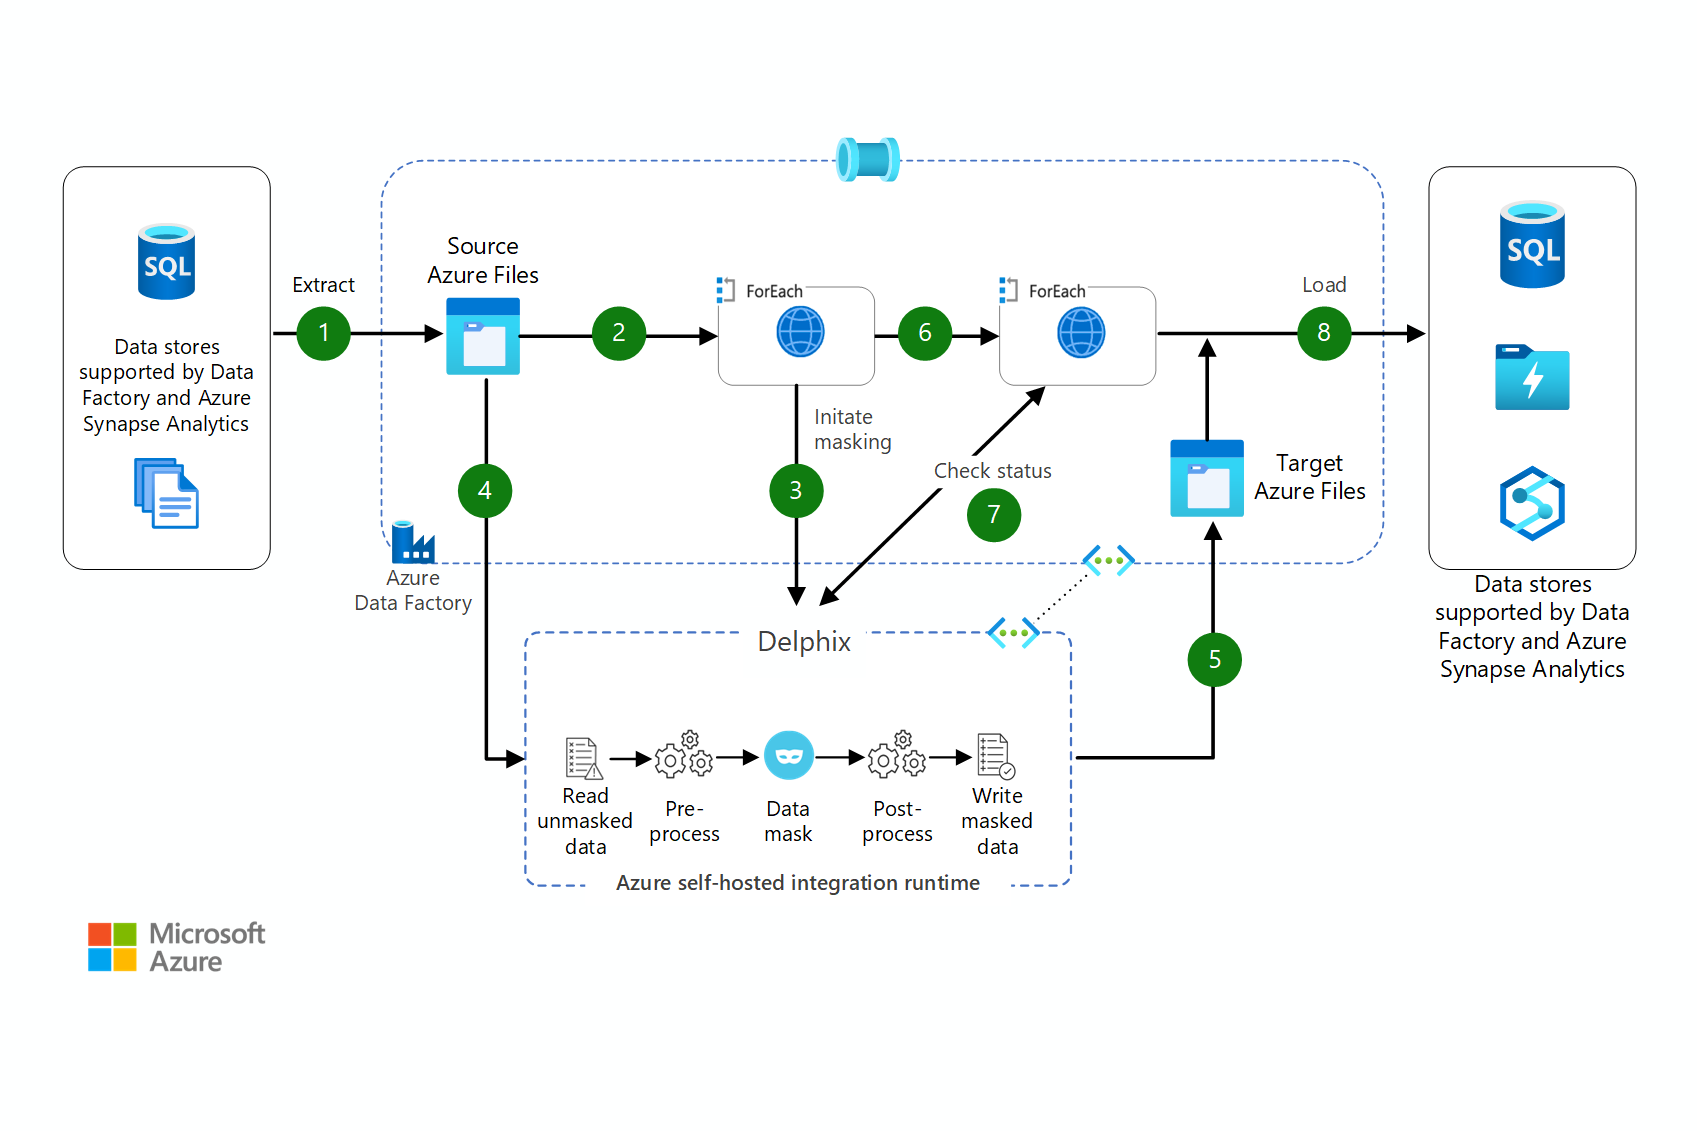 SQL
Data stores
supported by Data
Factory and Azure
Synapse Analytics
Extract
1
Source
Azure Files
2
ForEach
6
ForEach
Load
8
Initate
masking
3
4
Check status
7
Target
Azure Files
5
Azure
Data Factory
SQL
Data stores
supported by Data
Factory and Azure
Synapse Analytics
Delphix
Read
unmasked
data
Pre-
process
Data
mask
Post-
process
Write
masked
data
Azure self-hosted integration runtime
Microsoft
Azure